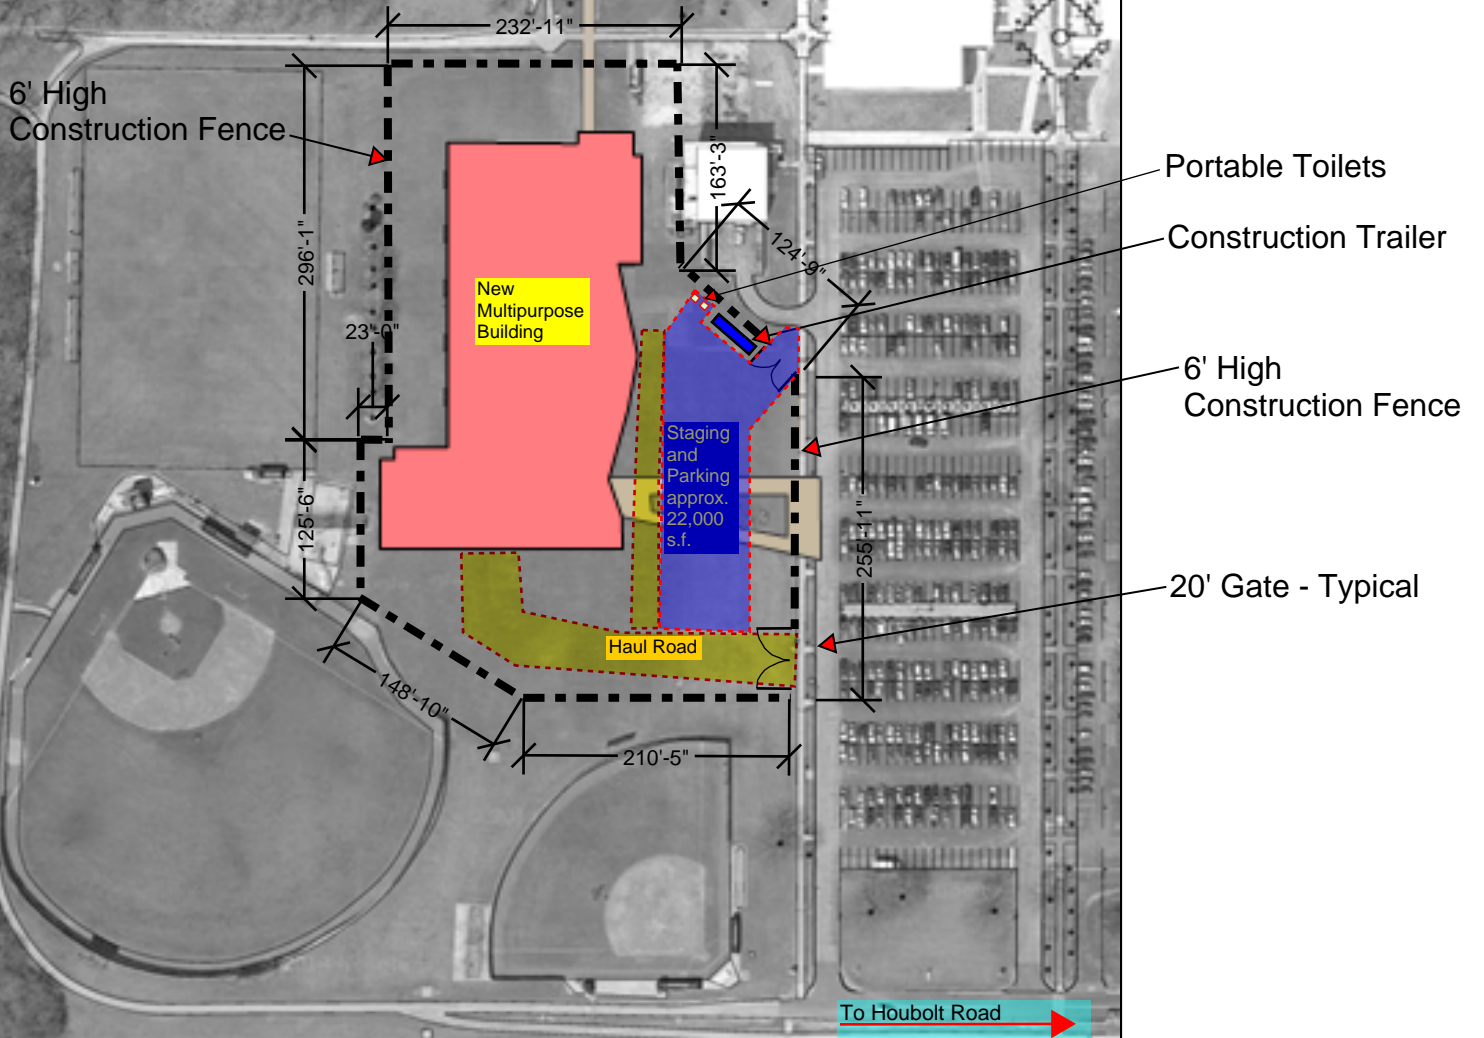 232'-11"
6' High
Construction Fence
163'-3"
Portable Toilets
296'-1"
124'-9"
Construction Trailer
New
Multipurpose
Building
23'-0"
6' High
Construction Fence
Staging
and
Parking
approx.
22,000
s.f.
125'-6"
255'-11"
20' Gate - Typical
Haul Road
148'-10"
210'-5"
To Houbolt Road